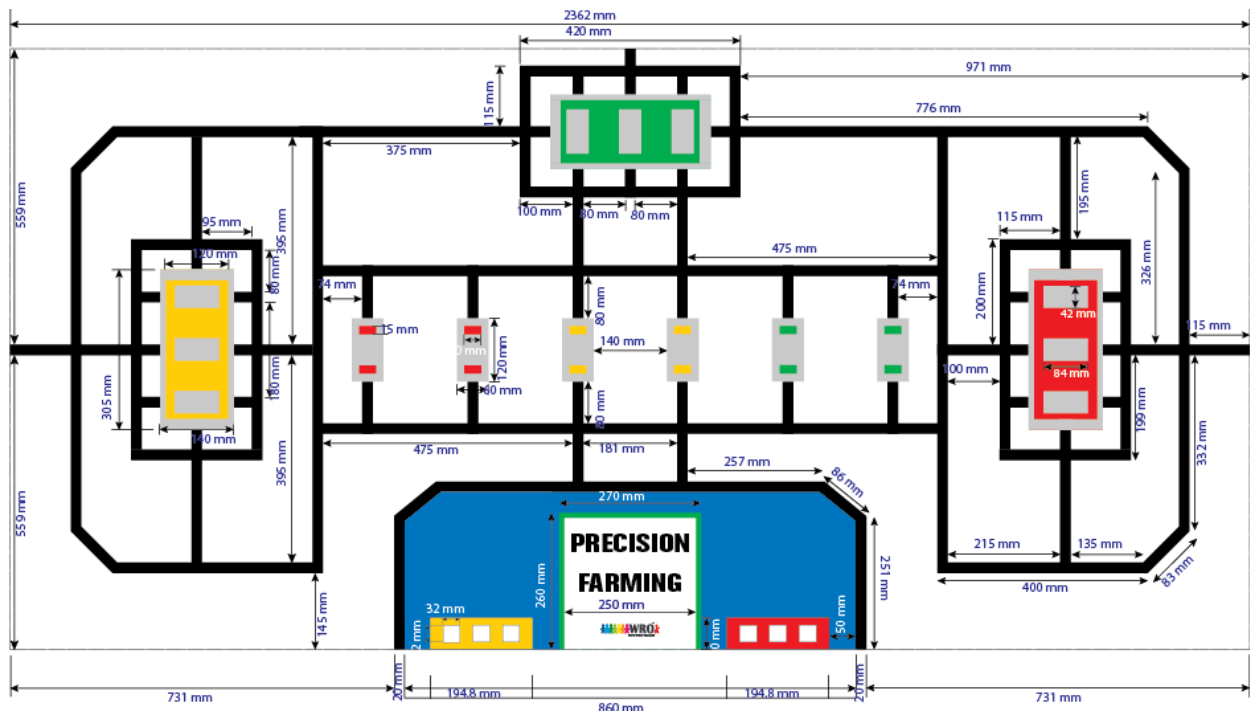 2362 mm
420 mm
971 mm
115 mm
776 mm
375 mm
559 mm
395 mm
195 mm
95 mm
100 mm
80 mm
80 mm
115 mm
120 mm
80 mm
475 mm
326 mm
200 mm
74 mm
74 mm
80 mm
42 mm
15 mm
140 mm
115 mm
120 mm
84 mm
100 mm
305 mm
180 mm
60 mm
199 mm
140 mm
475 mm
181 mm
395 mm
257 mm
86 mm
332 mm
559 mm
270 mm
PRECISION
FARMING
260 mm
250 mm
251 mm
215 mm
135 mm
83 mm
400 mm
145 mm
32 mm
WRO
50 mm
20 mm
194.8 mm
194.8 mm
20 mm
731 mm
860 mm
731 mm